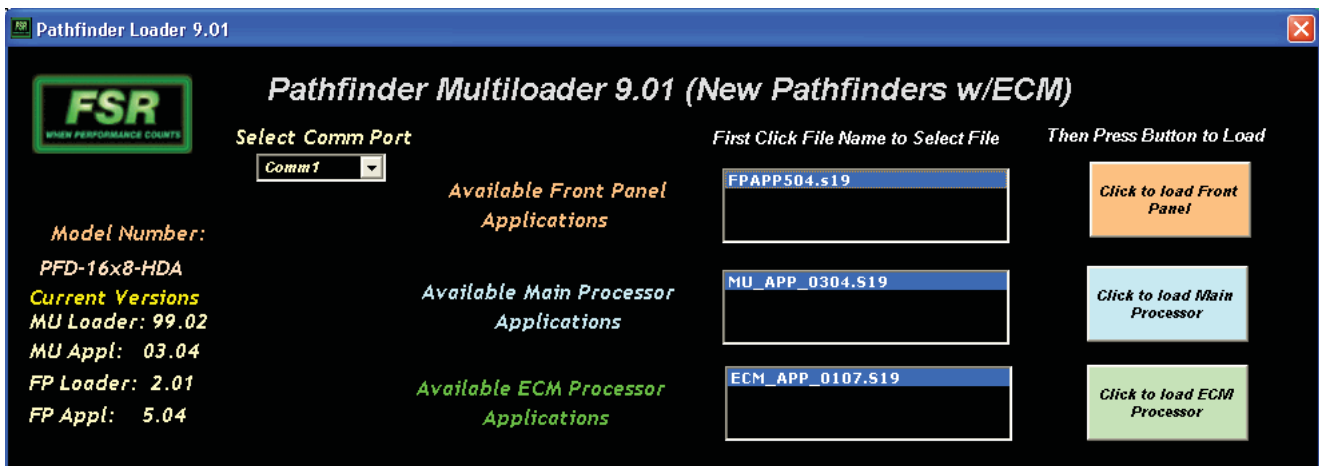 Pathfinder Loader 9.01
FSR
WHEN PERFORMANCE COUNTS
Pathfinder Multiloader 9.01 (New Pathfinders w/ECM)
Select Comm Port
Comm1
First Click File Name to Select File
Then Press Button to Load
Available Front Panel
Applications
FPAPP504.s19
Click to load Front
Panel
Model Number:
PFD-16x8-HDA
Current Versions
MU Loader: 99.02
MU Appl: 03.04
FP Loader: 2.01
FP Appl: 5.04
Available Main Processor
Applications
MU_APP_0304.S19
Click to load Main
Processor
Available ECM Processor
Applications
ECM_APP_0107.S19
Click to load ECM
Processor